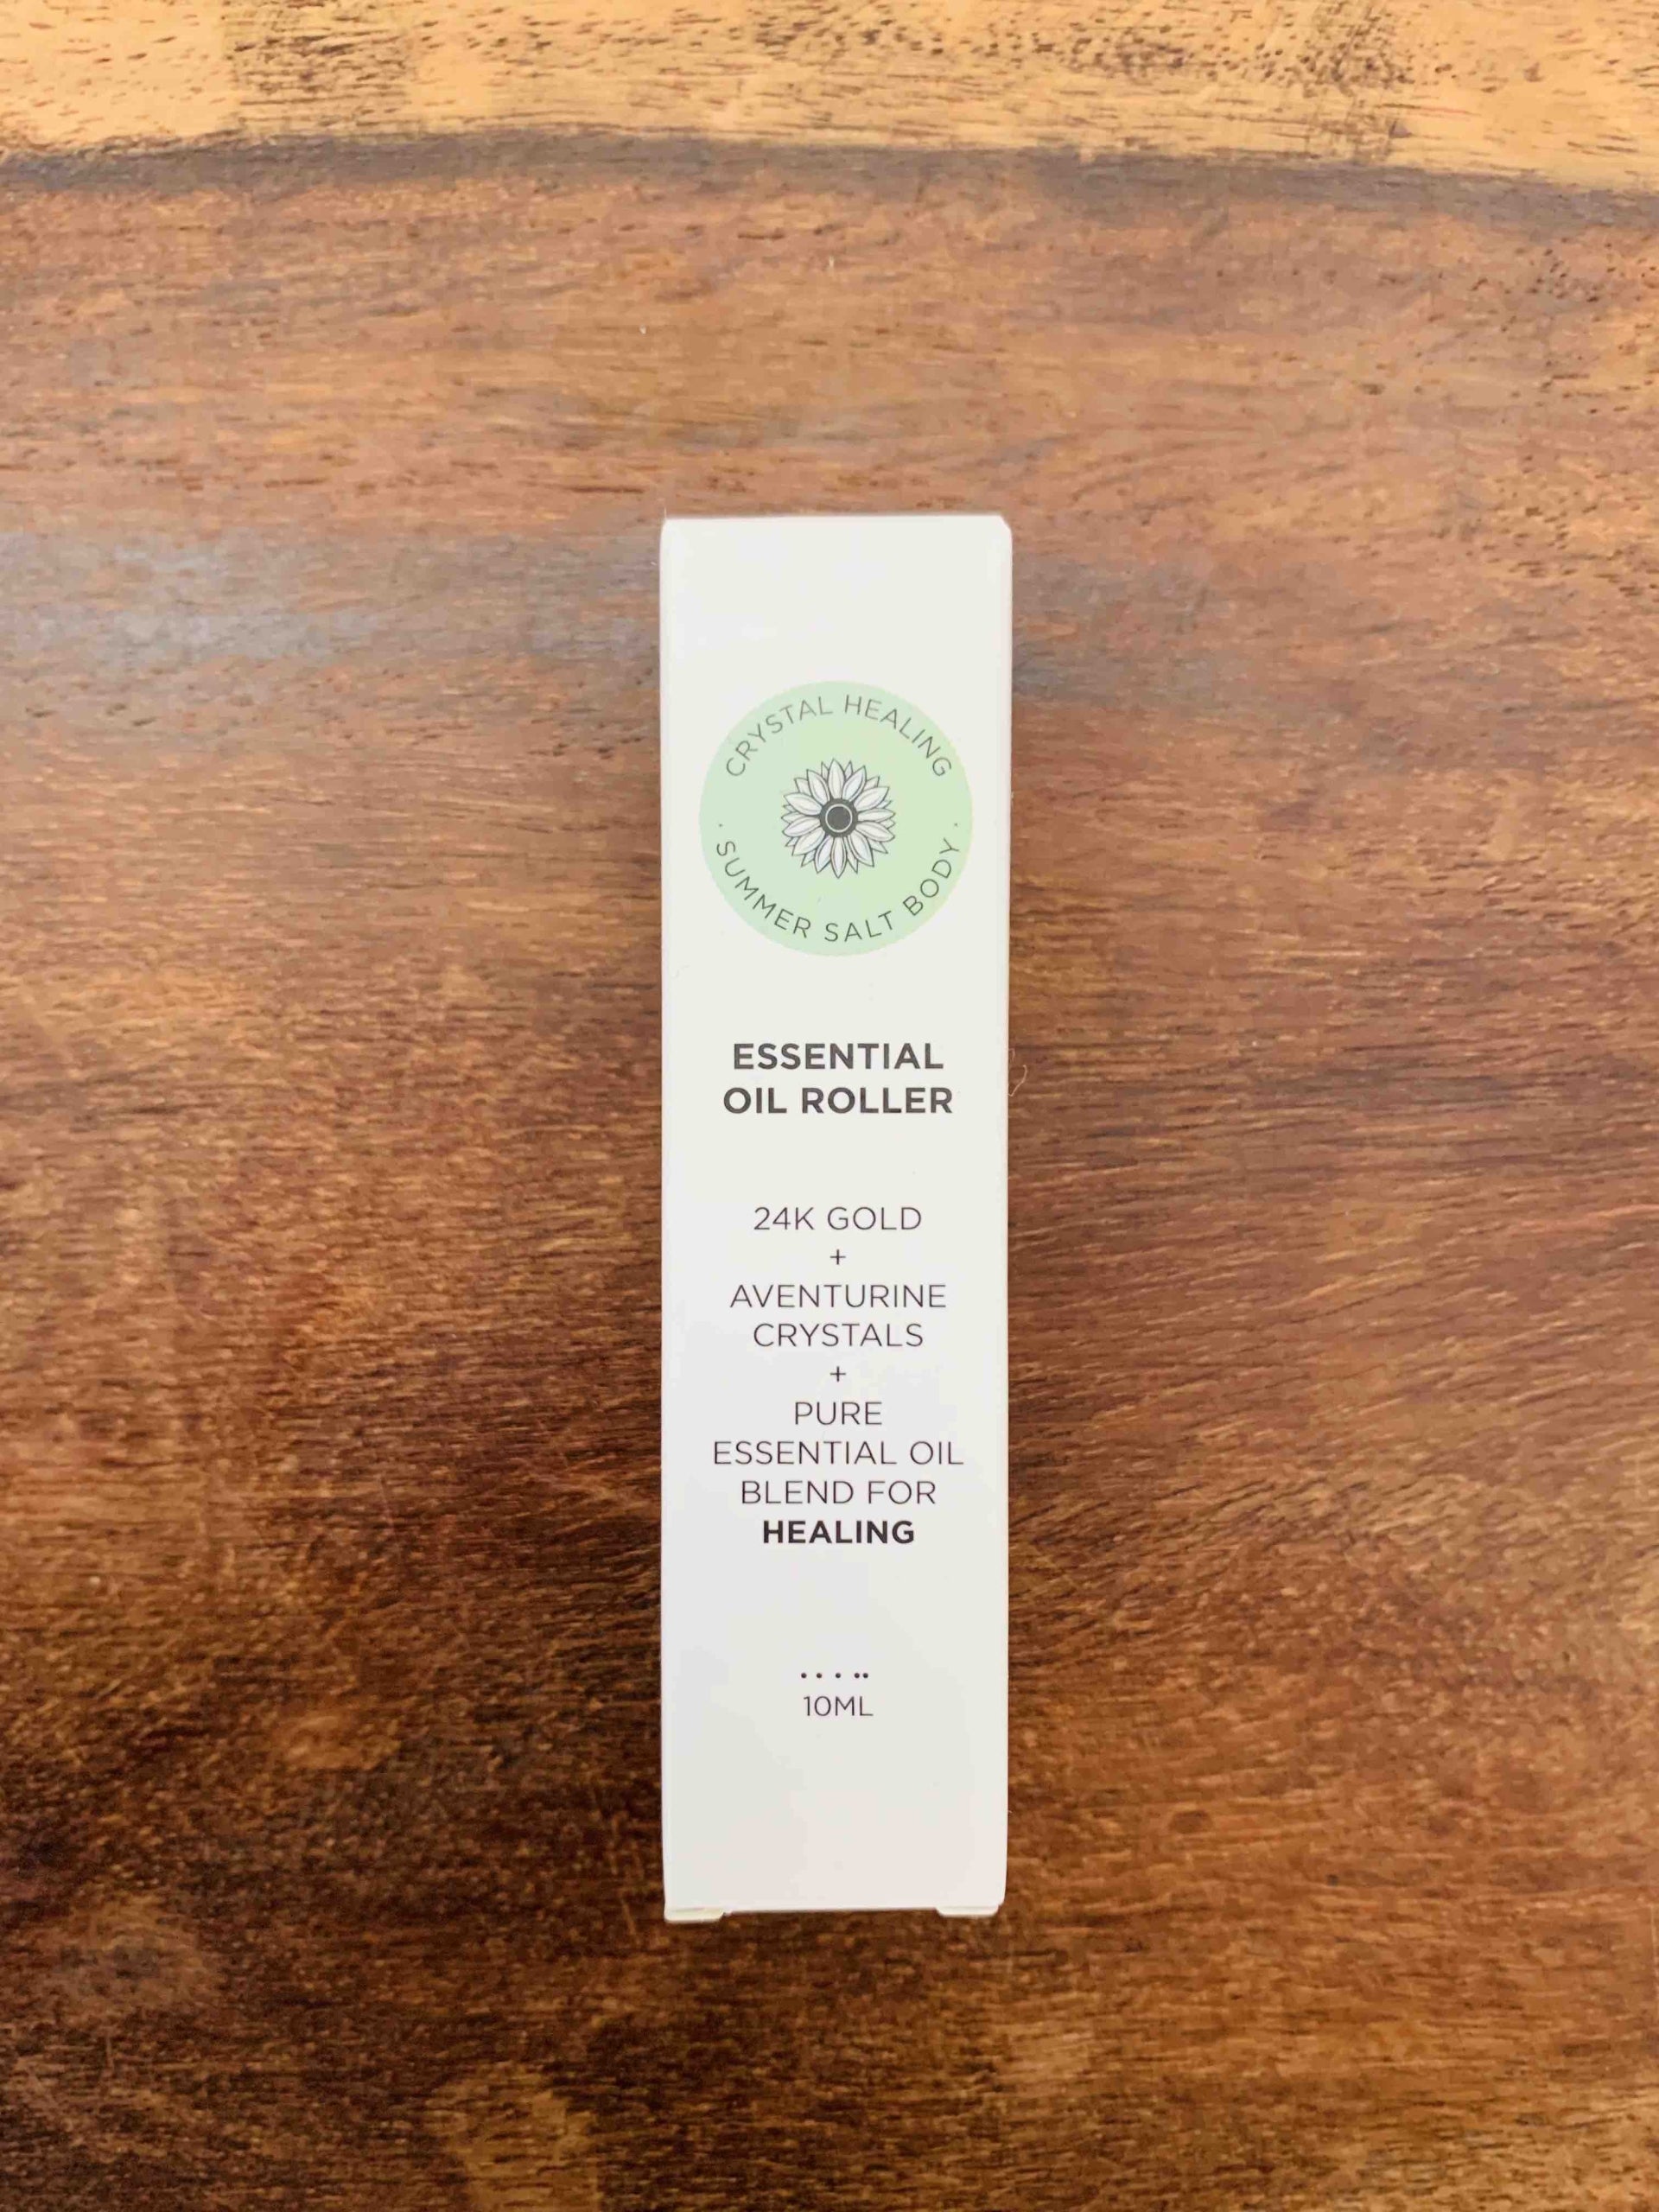 CRYSTAL HEALING
· SUMMER SALT BODY ·
ESSENTIAL
OIL ROLLER
24K GOLD
+
AVENTURINE
CRYSTALS
+
PURE
ESSENTIAL OIL
BLEND FOR
HEALING
10ML